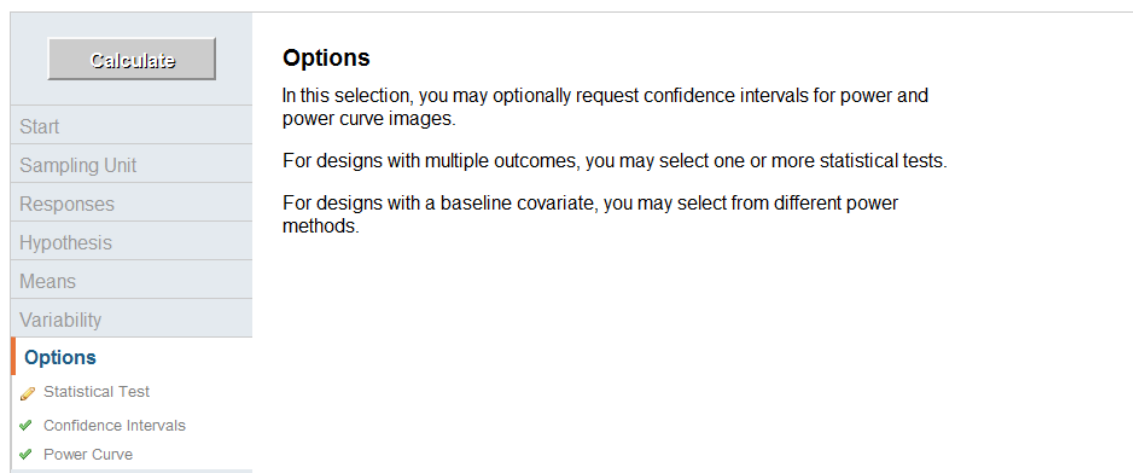 Calculate
Start
Sampling Unit
Responses
Hypothesis
Means
Variability
Options
Statistical Test
Confidence Intervals
Power Curve
Options
In this selection, you may optionally request confidence intervals for power and
power curve images.
For designs with multiple outcomes, you may select one or more statistical tests.
For designs with a baseline covariate, you may select from different power
methods.